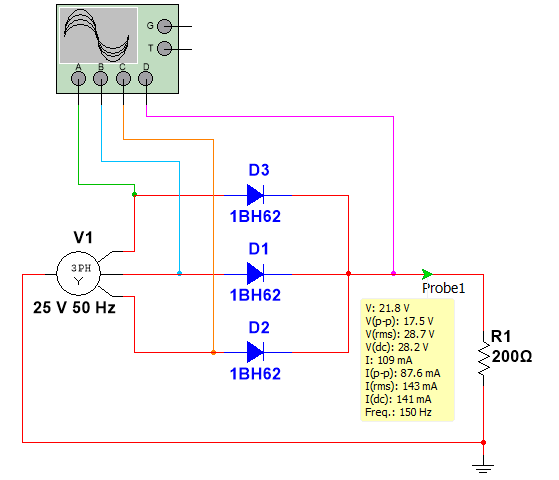 G
T
A B C D
D3
1BH62
V1
3PH
Y
25 V 50 Hz
D1
1BH62
D2
1BH62
Probe1
V: 21.8 V
V(p-p): 17.5 V
V(rms): 28.7 V
V(dc): 28.2 V
I: 109 mA
I(p-p): 87.6 mA
I(rms): 143 mA
I(dc): 141 mA
Freq.: 150 Hz
R1
200Ω